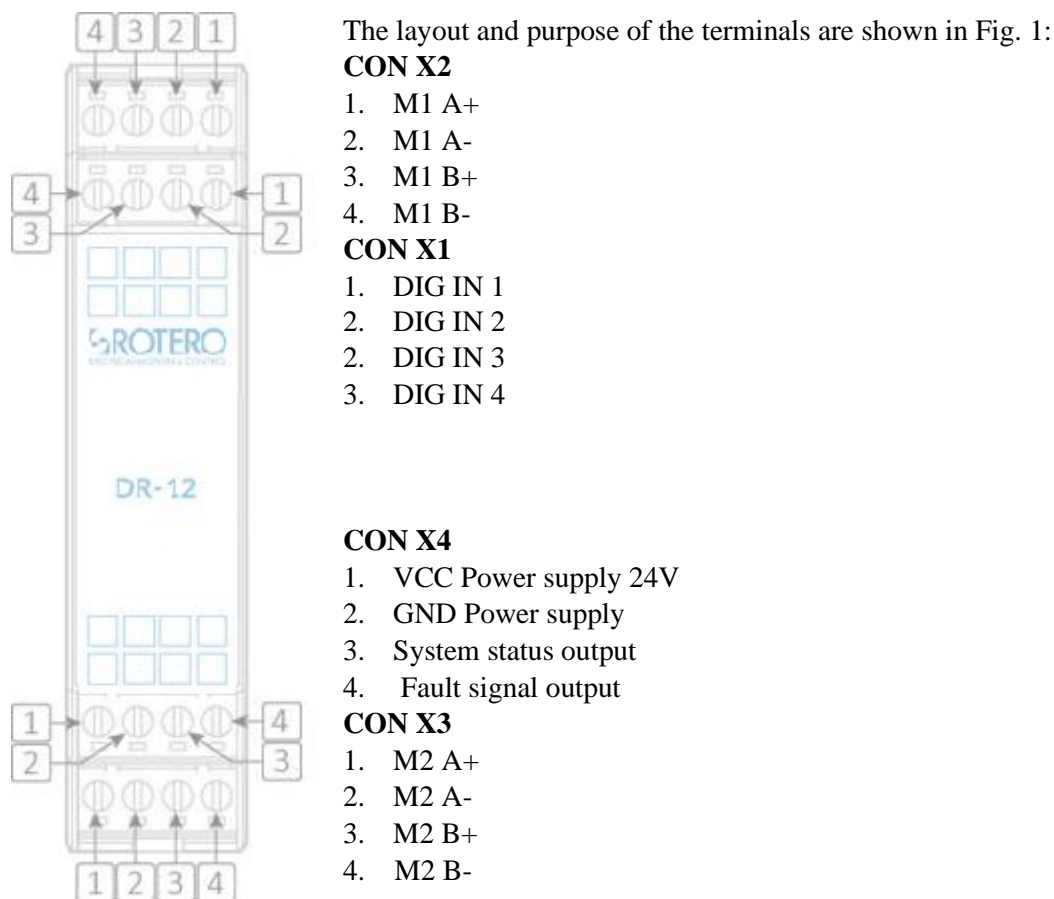 4 3 2 1
The layout and purpose of the terminals are shown in Fig. 1:
CON X2
1. M1 A+
2. M1 A-
3. M1 B+
4. M1 B-
CON X1
1. DIG IN 1
2. DIG IN 2
2. DIG IN 3
3. DIG IN 4
4 1
3 2
ROTERO
DR-12
CON X4
1. VCC Power supply 24V
2. GND Power supply
3. System status output
4. Fault signal output
CON X3
1. M2 A+
2. M2 A-
3. M2 B+
4. M2 B-
1 4
2 3
1 2 3 4